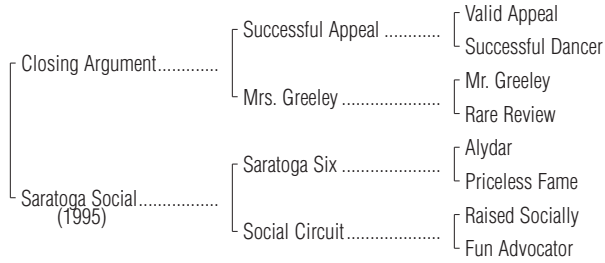 Valid Appeal
Successful Appeal ............
Successful Dancer
Closing Argument.............
Mr. Greeley
Mrs. Greeley ....................
Rare Review
Alydar
Saratoga Six ....................
Priceless Fame
Saratoga Social.................
(1995)
Raised Socially
Social Circuit...................
Fun Advocator